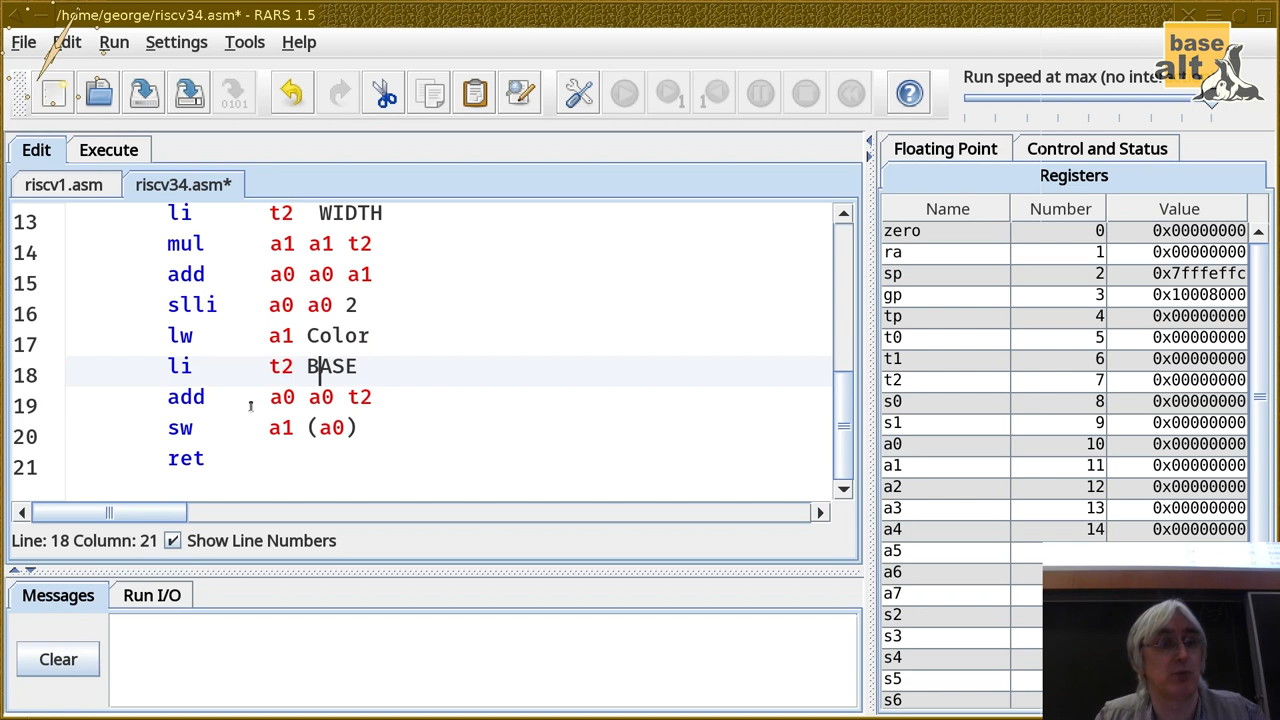 /home/george/riscv34.asm* - RARS 1.5
File Edit Run Settings Tools Help
base alt
Run speed at max (no inte
Edit Execute
riscv1.asm riscv34.asm*
13 li t2 WIDTH
14 mul a1 a1 t2
15 add a0 a0 a1
16 slli a0 a0 2
17 lw a1 Color
18 li t2 BASE
19 add a0 a0 t2
20 sw a1 (a0)
21 ret
Line: 18 Column: 21 Show Line Numbers
Messages Run I/O
Clear
Floating Point Control and Status
Registers
Name Number Value
zero 0 0x00000000
ra 1 0x00000000
sp 2 0x7fffeffc
gp 3 0x10008000
tp 4 0x00000000
t0 5 0x00000000
t1 6 0x00000000
t2 7 0x00000000
s0 8 0x00000000
s1 9 0x00000000
a0 10 0x00000000
a1 11 0x00000000
a2 12 0x00000000
a3 13 0x00000000
a4 14 0x00000000
a5
a6
a7
s2
s3
s4
s5
s6